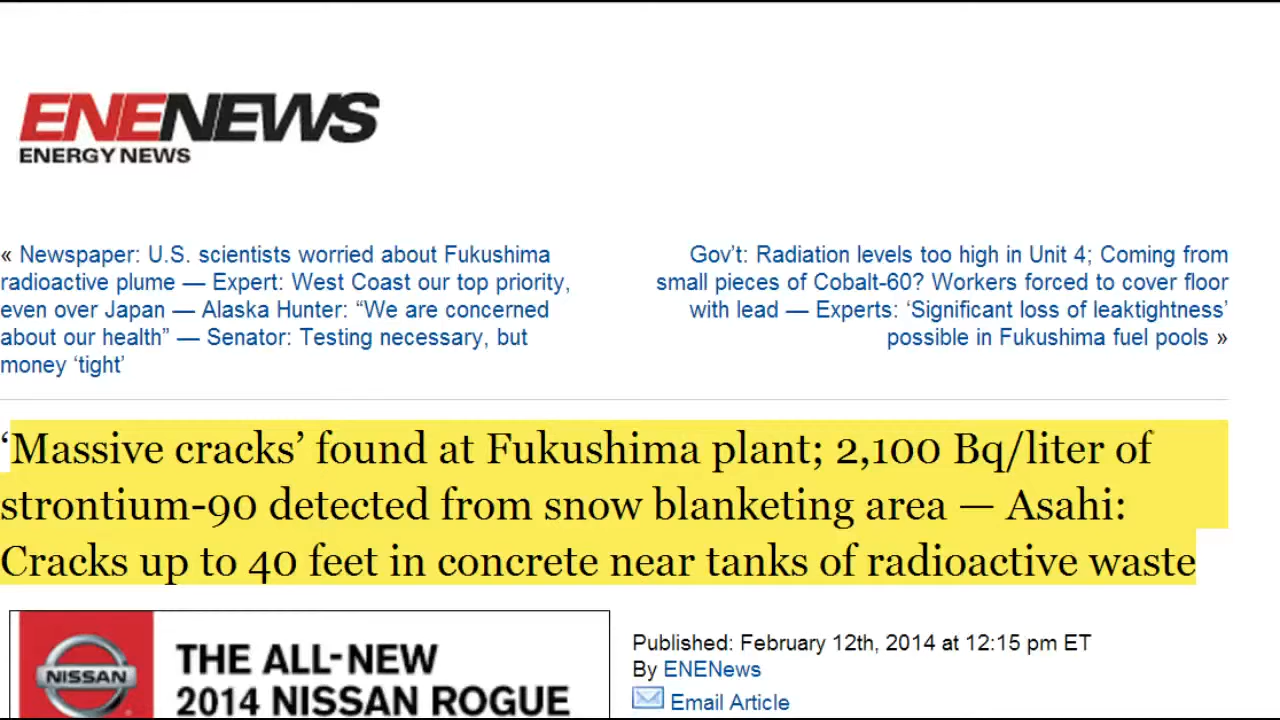 ENENEWS
ENERGY NEWS
« Newspaper: U.S. scientists worried about Fukushima
radioactive plume — Expert: West Coast our top priority,
even over Japan — Alaska Hunter: “We are concerned
about our health” — Senator: Testing necessary, but
money ‘tight’
Gov’t: Radiation levels too high in Unit 4; Coming from
small pieces of Cobalt-60? Workers forced to cover floor
with lead — Experts: ‘Significant loss of leaktightness’
possible in Fukushima fuel pools »
‘Massive cracks’ found at Fukushima plant; 2,100 Bq/liter of
strontium-90 detected from snow blanketing area — Asahi:
Cracks up to 40 feet in concrete near tanks of radioactive waste
NISSAN
THE ALL-NEW
2014 NISSAN ROGUE
Published: February 12th, 2014 at 12:15 pm ET
By ENENews
Email Article